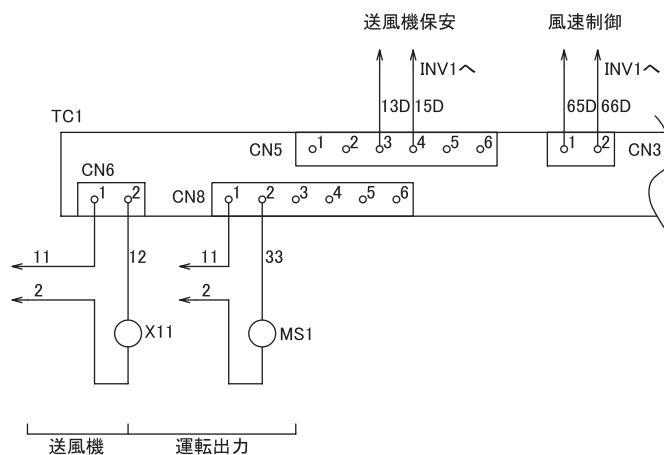 送風機保安 風速制御
INV1へ INV1へ
13D 15D 65D 66D
TC1
CN5 1 2 3 4 5 6 1 2 CN3
CN6
1 2 CN8 1 2 3 4 5 6
11 12 11 33
2 2
X11 MS1
送風機 運転出力